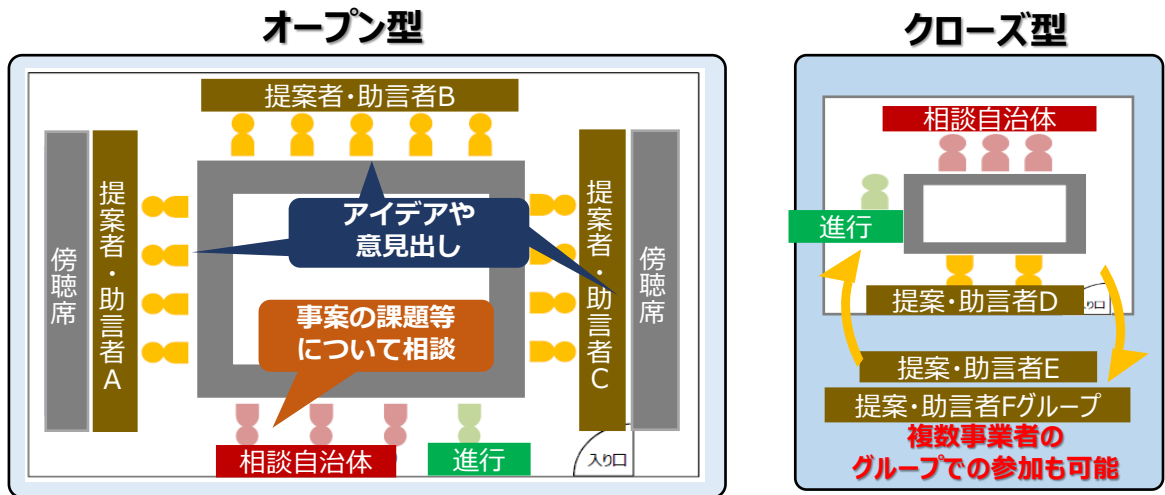 オープン型
提案者・助言者B
傍聴席
提案者・助言者A
アイデアや
意見出し
提案者・助言者C
傍聴席
事案の課題等
について相談
相談自治体
進行
入り口
クローズ型
相談自治体
進行
提案・助言者D
入り口
提案・助言者E
提案・助言者Fグループ
複数事業者の
グループでの参加も可能